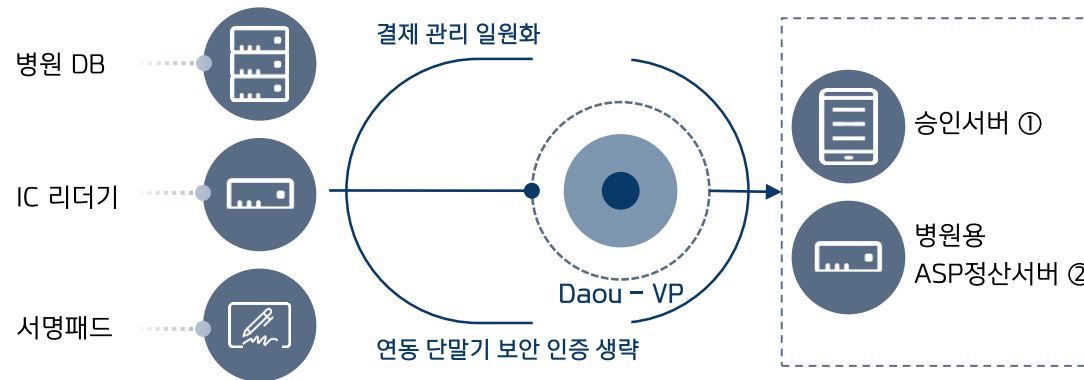 결제 관리 일원화
병원 DB
IC 리더기
서명패드
Daou – VP
연동 단말기 보안 인증 생략
승인서버 ①
병원용
ASP정산서버 ②